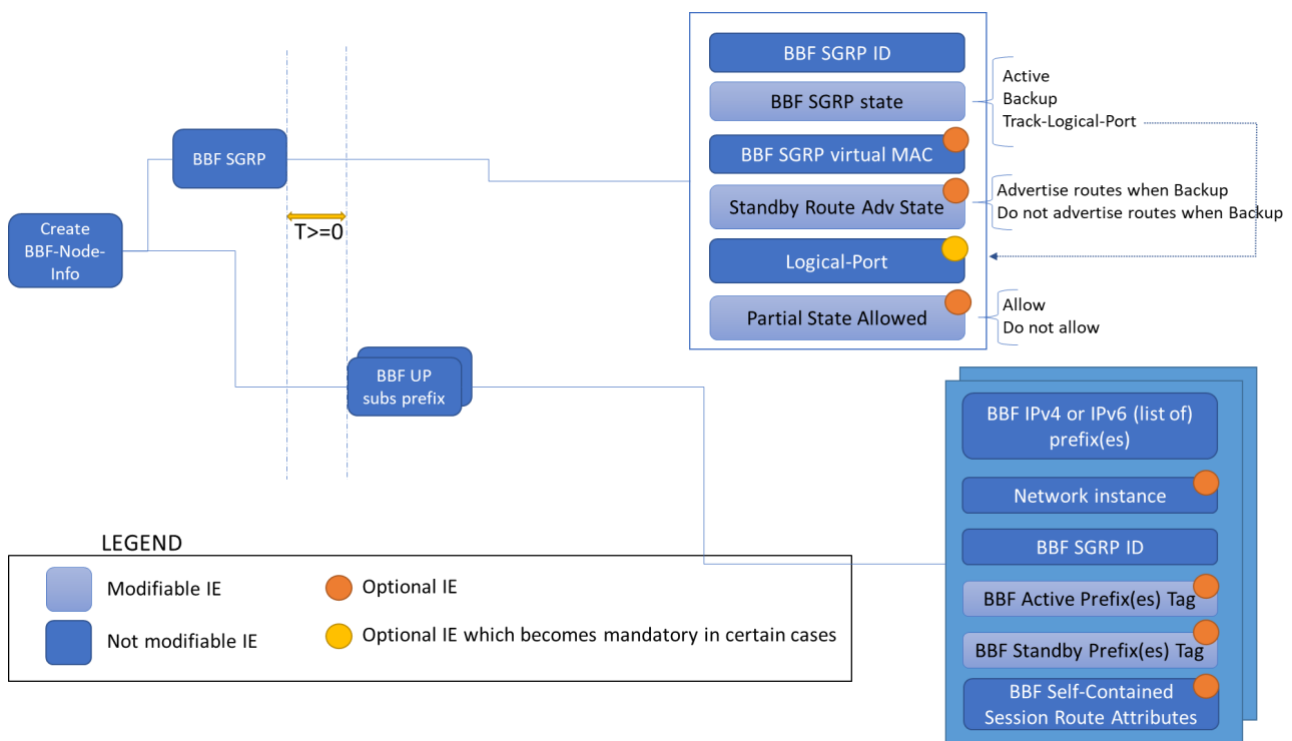 BBF SGRP ID
BBF SGRP state
Active
Backup
Track-Logical-Port
BBF SGRP
BBF SGRP virtual MAC
Standby Route Adv State
Advertise routes when Backup
Do not advertise routes when Backup
Create
BBF-Node-
Info
T>=0
Logical-Port
Partial State Allowed
Allow
Do not allow
BBF UP
subs prefix
BBF IPv4 or IPv6 (list of)
prefix(es)
Network instance
BBF SGRP ID
BBF Active Prefix(es) Tag
BBF Standby Prefix(es) Tag
BBF Self-Contained
Session Route Attributes
LEGEND
Modifiable IE
Optional IE
Not modifiable IE
Optional IE which becomes mandatory in certain cases